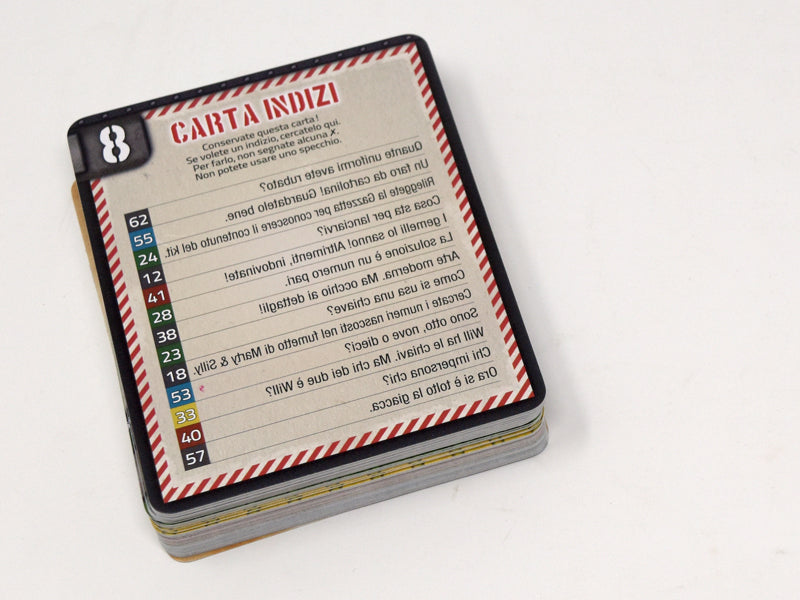 8
CARTA INDIZI
Conservate questa carta!
Se volete un indizio, cercatelo qui.
Per farlo, non segnate alcuna ✗.
Non potete usare uno specchio.
62 Quante uniformi avete rubato?
55 Un faro da cartolina! Guardatelo bene.
24 Rileggete la Gazzetta per conoscere il contenuto del kit.
12 Cosa sta per lanciarvi?
41 I gemelli lo sanno! Altrimenti, indovinate!
28 La soluzione è un numero pari.
38 Arte moderna. Ma occhio ai dettagli!
23 Come si usa una chiave?
18 Cercate i numeri nascosti nel fumetto di Marty & Silly.
53 Sono otto, nove o dieci?
33 Will ha le chiavi. Ma chi dei due è Will?
40 Chi impersona chi?
57 Ora si è tolto la giacca.